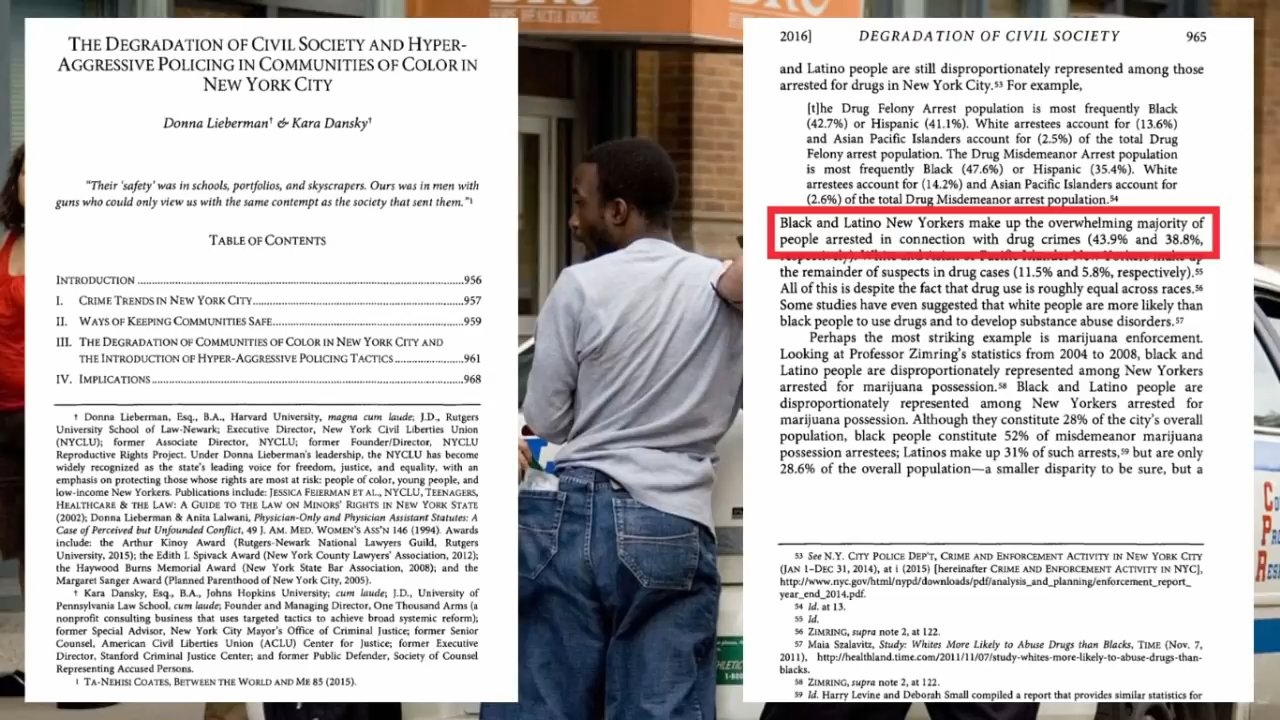 THE DEGRADATION OF CIVIL SOCIETY AND HYPER-
AGGRESSIVE POLICING IN COMMUNITIES OF COLOR IN
NEW YORK CITY
Donna Lieberman† & Kara Dansky†
"Their 'safety' was in schools, portfolios, and skyscrapers. Ours was in men with
guns who could only view us with the same contempt as the society that sent them."1
TABLE OF CONTENTS
INTRODUCTION ..........956
I. CRIME TRENDS IN NEW YORK CITY..........957
II. WAYS OF KEEPING COMMUNITIES SAFE..........959
III. THE DEGRADATION OF COMMUNITIES OF COLOR IN NEW YORK CITY AND
THE INTRODUCTION OF HYPER-AGGRESSIVE POLICING TACTICS ..........961
IV. IMPLICATIONS ..........968
† Donna Lieberman, Esq., B.A., Harvard University, magna cum laude; J.D., Rutgers
University School of Law-Newark; Executive Director, New York Civil Liberties Union
(NYCLU); former Associate Director, NYCLU; former Founder/Director, NYCLU
Reproductive Rights Project. Under Donna Lieberman's leadership, the NYCLU has become
widely recognized as the state's leading voice for freedom, justice, and equality, with an
emphasis on protecting those whose rights are most at risk: people of color, young people, and
low-income New Yorkers. Publications include: JESSICA FEIERMAN ET AL., NYCLU, TEENAGERS,
HEALTHCARE & THE LAW: A GUIDE TO THE LAW ON MINORS' RIGHTS IN NEW YORK STATE
(2002); Donna Lieberman & Anita Lalwani, Physician-Only and Physician Assistant Statutes: A
Case of Perceived but Unfounded Conflict, 49 J. AM. MED. WOMEN'S ASS'N 146 (1994). Awards
include: the Arthur Kinoy Award (Rutgers-Newark National Lawyers Guild, Rutgers
University, 2015); the Edith I. Spivack Award (New York County Lawyers' Association, 2012);
the Haywood Burns Memorial Award (New York State Bar Association, 2008); and the
Margaret Sanger Award (Planned Parenthood of New York City, 2005).
† Kara Dansky, Esq., B.A., Johns Hopkins University; cum laude; J.D., University of
Pennsylvania Law School, cum laude; Founder and Managing Director, One Thousand Arms (a
nonprofit consulting business that uses targeted tactics to achieve broad systemic reform);
former Special Advisor, New York City Mayor's Office of Criminal Justice; former Senior
Counsel, American Civil Liberties Union (ACLU) Center for Justice; former Executive
Director, Stanford Criminal Justice Center; and former Public Defender, Society of Counsel
Representing Accused Persons.
1 TA-NEHISI COATES, BETWEEN THE WORLD AND ME 85 (2015).
2016] DEGRADATION OF CIVIL SOCIETY 965
and Latino people are still disproportionately represented among those
arrested for drugs in New York City.53 For example,
[t]he Drug Felony Arrest population is most frequently Black
(42.7%) or Hispanic (41.1%). White arrestees account for (13.6%)
and Asian Pacific Islanders account for (2.5%) of the total Drug
Felony arrest population. The Drug Misdemeanor Arrest population
is most frequently Black (47.6%) or Hispanic (35.4%). White
arrestees account for (14.2%) and Asian Pacific Islanders account for
(2.6%) of the total Drug Misdemeanor arrest population.54
Black and Latino New Yorkers make up the overwhelming majority of
people arrested in connection with drug crimes (43.9% and 38.8%,
the remainder of suspects in drug cases (11.5% and 5.8%, respectively).55
All of this is despite the fact that drug use is roughly equal across races.56
Some studies have even suggested that white people are more likely than
black people to use drugs and to develop substance abuse disorders.57
Perhaps the most striking example is marijuana enforcement.
Looking at Professor Zimring's statistics from 2004 to 2008, black and
Latino people are disproportionately represented among New Yorkers
arrested for marijuana possession.58 Black and Latino people are
disproportionately represented among New Yorkers arrested for
marijuana possession. Although they constitute 28% of the city's overall
population, black people constitute 52% of misdemeanor marijuana
possession arrestees; Latinos make up 31% of such arrests,59 but are only
28.6% of the overall population—a smaller disparity to be sure, but a
53 See N.Y. CITY POLICE DEP'T, CRIME AND ENFORCEMENT ACTIVITY IN NEW YORK CITY
(JAN 1–DEC 31, 2014), at i (2015) [hereinafter CRIME AND ENFORCEMENT ACTIVITY IN NYC],
http://www.nyc.gov/html/nypd/downloads/pdf/analysis_and_planning/enforcement_report_
year_end_2014.pdf.
54 Id. at 13.
55 Id.
56 ZIMRING, supra note 2, at 122.
57 Maia Szalavitz, Study: Whites More Likely to Abuse Drugs than Blacks, TIME (Nov. 7,
2011), http://healthland.time.com/2011/11/07/study-whites-more-likely-to-abuse-drugs-than-
blacks.
58 ZIMRING, supra note 2, at 122.
59 Id. Harry Levine and Deborah Small compiled a report that provides similar statistics for